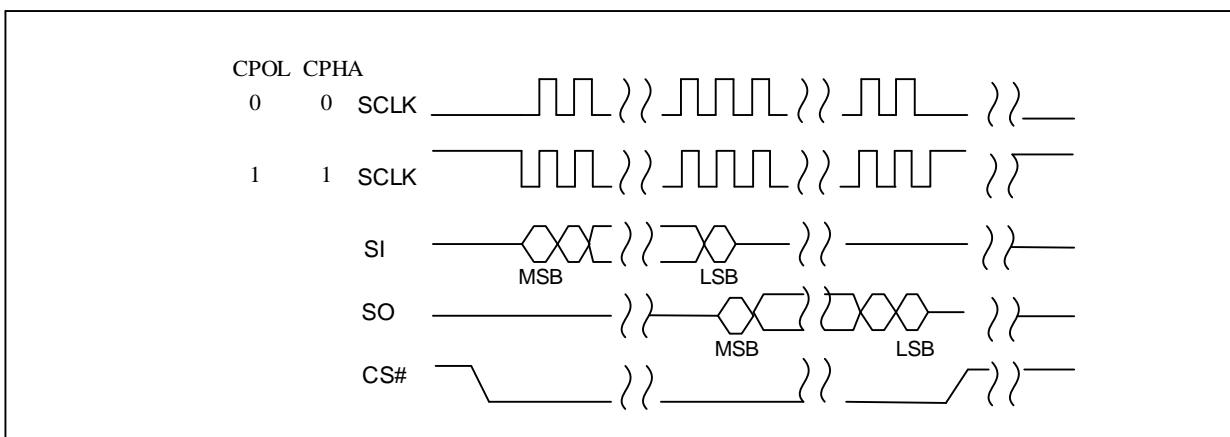 CPOL CPHA
0 0 SCLK
1 1 SCLK
SI
MSB LSB
SO
MSB LSB
CS#